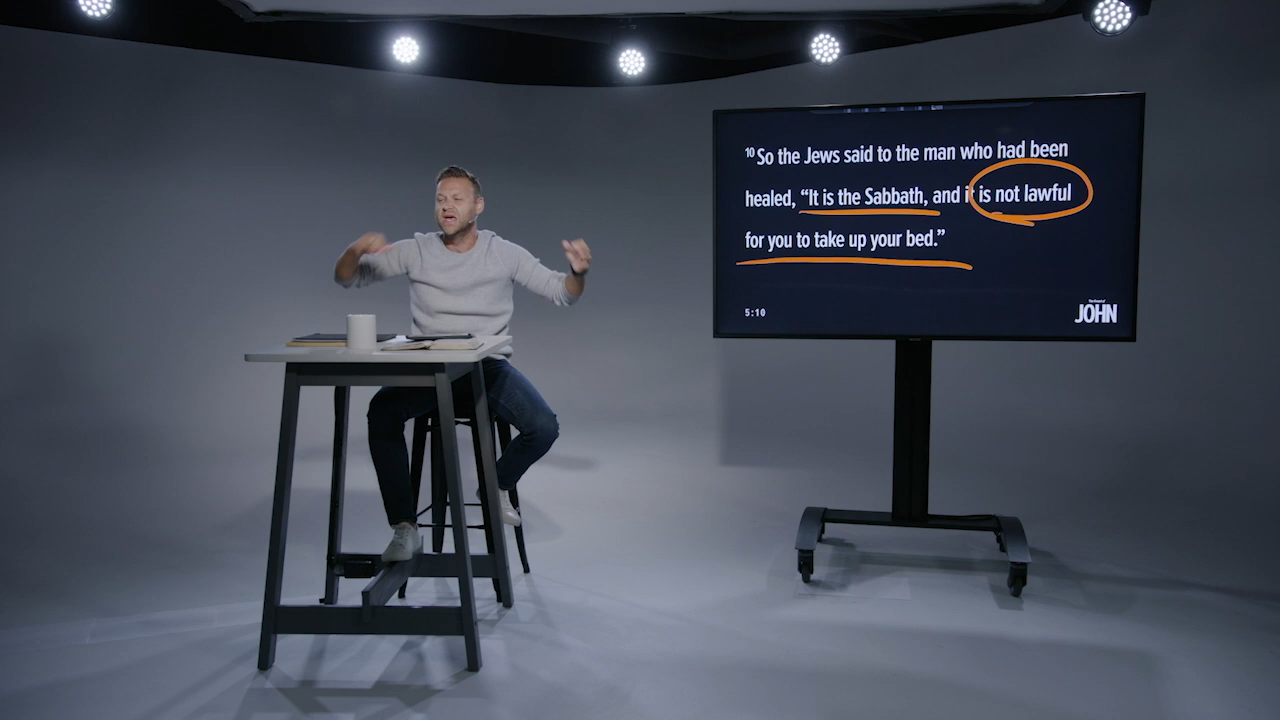 10 So the Jews said to the man who had been
healed, “It is the Sabbath, and it is not lawful
for you to take up your bed.”
5:10
JOHN